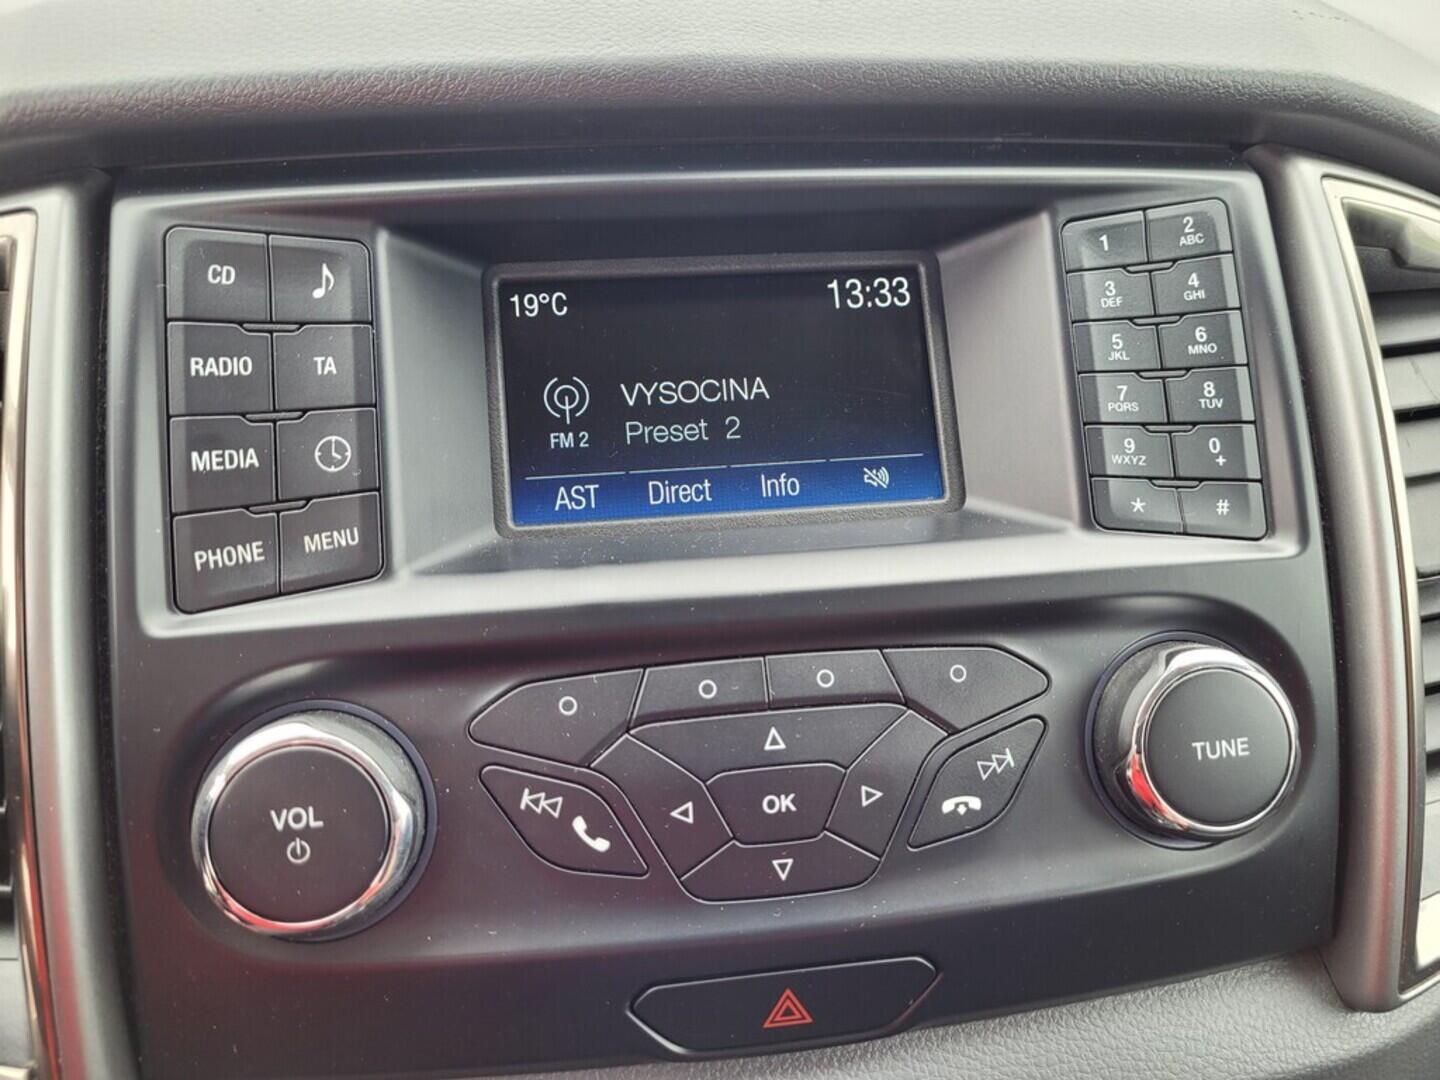 CD
RADIO
TA
MEDIA
PHONE
MENU
19°C
13:33
VYSOCINA
FM 2
Preset 2
AST
Direct
Info
1
2
ABC
3
DEF
4
GHI
5
JKL
6
MNO
7
PQRS
8
TUV
9
WXYZ
0
+
*
#
VOL
OK
TUNE